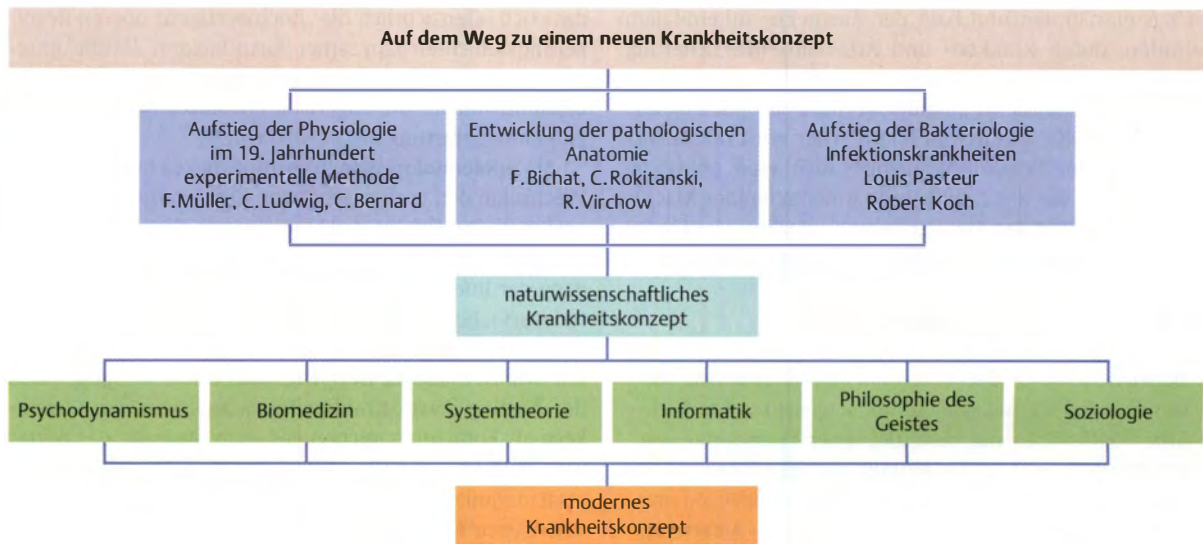 Auf dem Weg zu einem neuen Krankheitskonzept
Aufstieg der Physiologie
im 19. Jahrhundert
experimentelle Methode
F. Müller, C. Ludwig, C. Bernard
Entwicklung der pathologischen
Anatomie
F. Bichat, C. Rokitanski,
R. Virchow
Aufstieg der Bakteriologie
Infektionskrankheiten
Louis Pasteur
Robert Koch
naturwissenschaftliches
Krankheitskonzept
Psychodynamismus
Biomedizin
Systemtheorie
Informatik
Philosophie des
Geistes
Soziologie
modernes
Krankheitskonzept